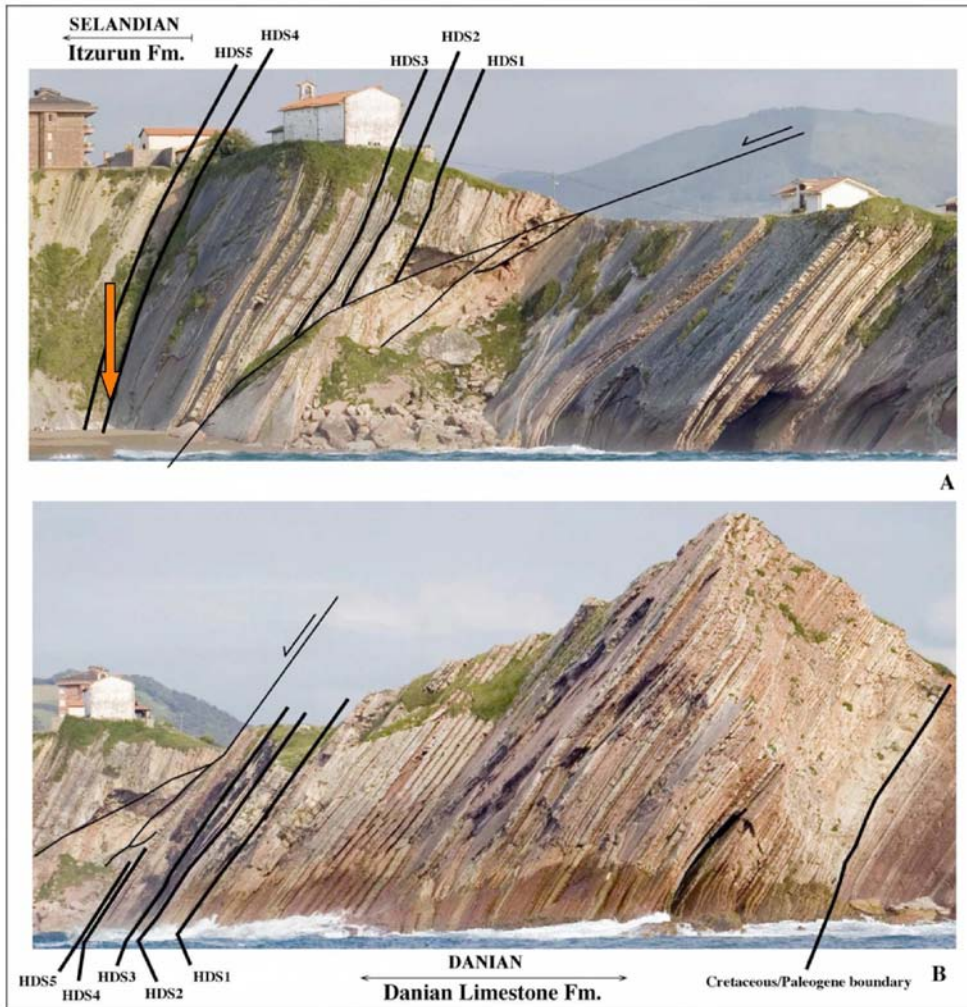 SELANDIAN
Itzurun Fm.
HDS5
HDS4
HDS3
HDS2
HDS1
A
HDS5
HDS4
HDS3
HDS2
HDS1
DANIAN
Danian Limestone Fm.
Cretaceous/Paleogene boundary
B